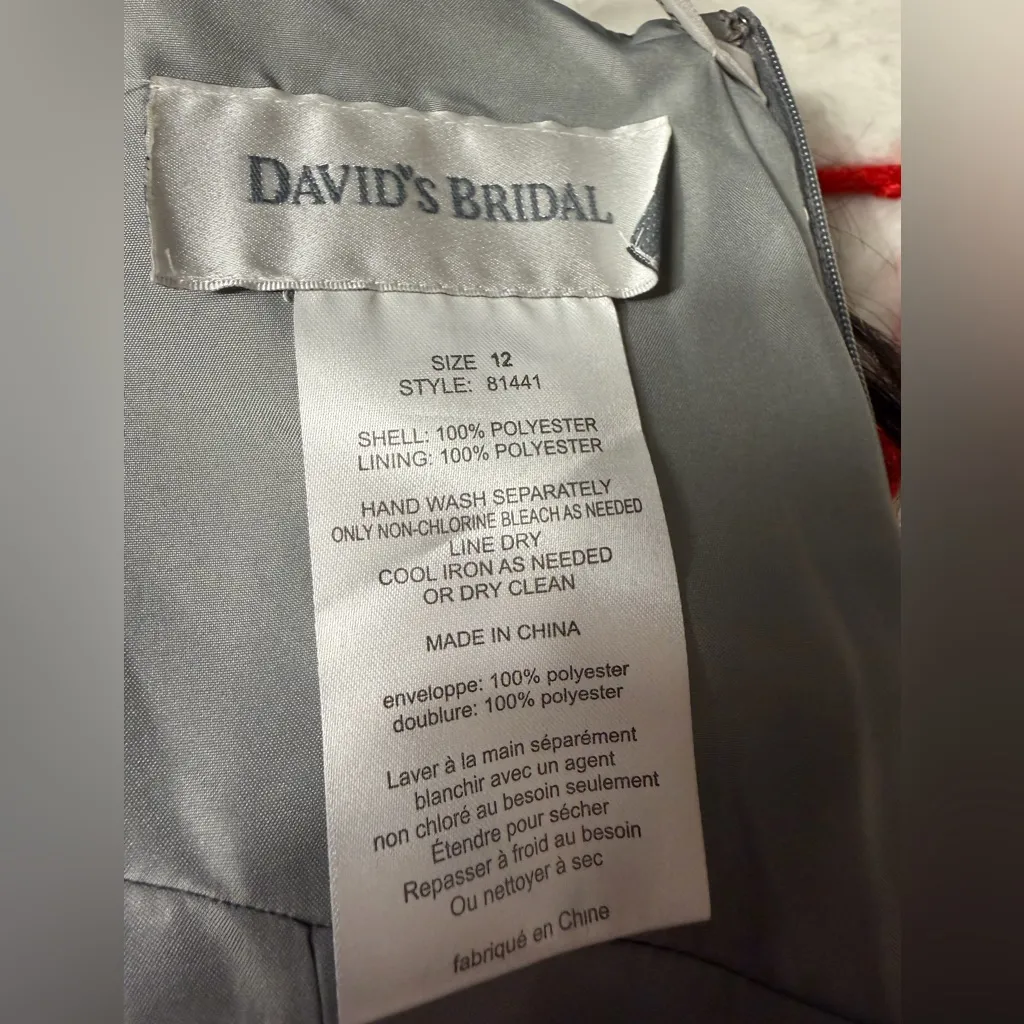 DAVID'S BRIDAL
SIZE 12
STYLE: 81441
SHELL: 100% POLYESTER
LINING: 100% POLYESTER
HAND WASH SEPARATELY
ONLY NON-CHLORINE BLEACH AS NEEDED
LINE DRY
COOL IRON AS NEEDED
OR DRY CLEAN
MADE IN CHINA
enveloppe: 100% polyester
doublure: 100% polyester
Laver à la main séparément
blanchir avec un agent
non chloré au besoin seulement
Étendre pour sécher
Repasser à froid au besoin
Ou nettoyer à sec
fabriqué en Chine